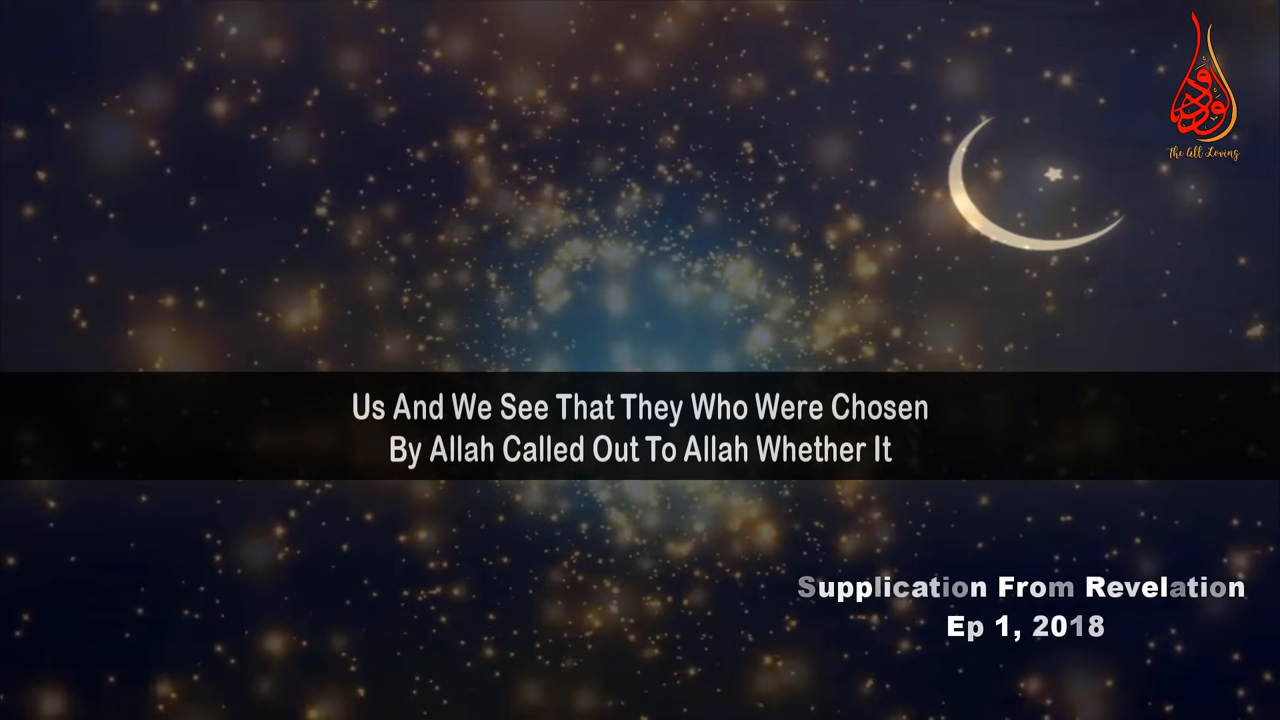 الودود
The All Loving
Us And We See That They Who Were Chosen
By Allah Called Out To Allah Whether It
Supplication From Revelation
Ep 1, 2018